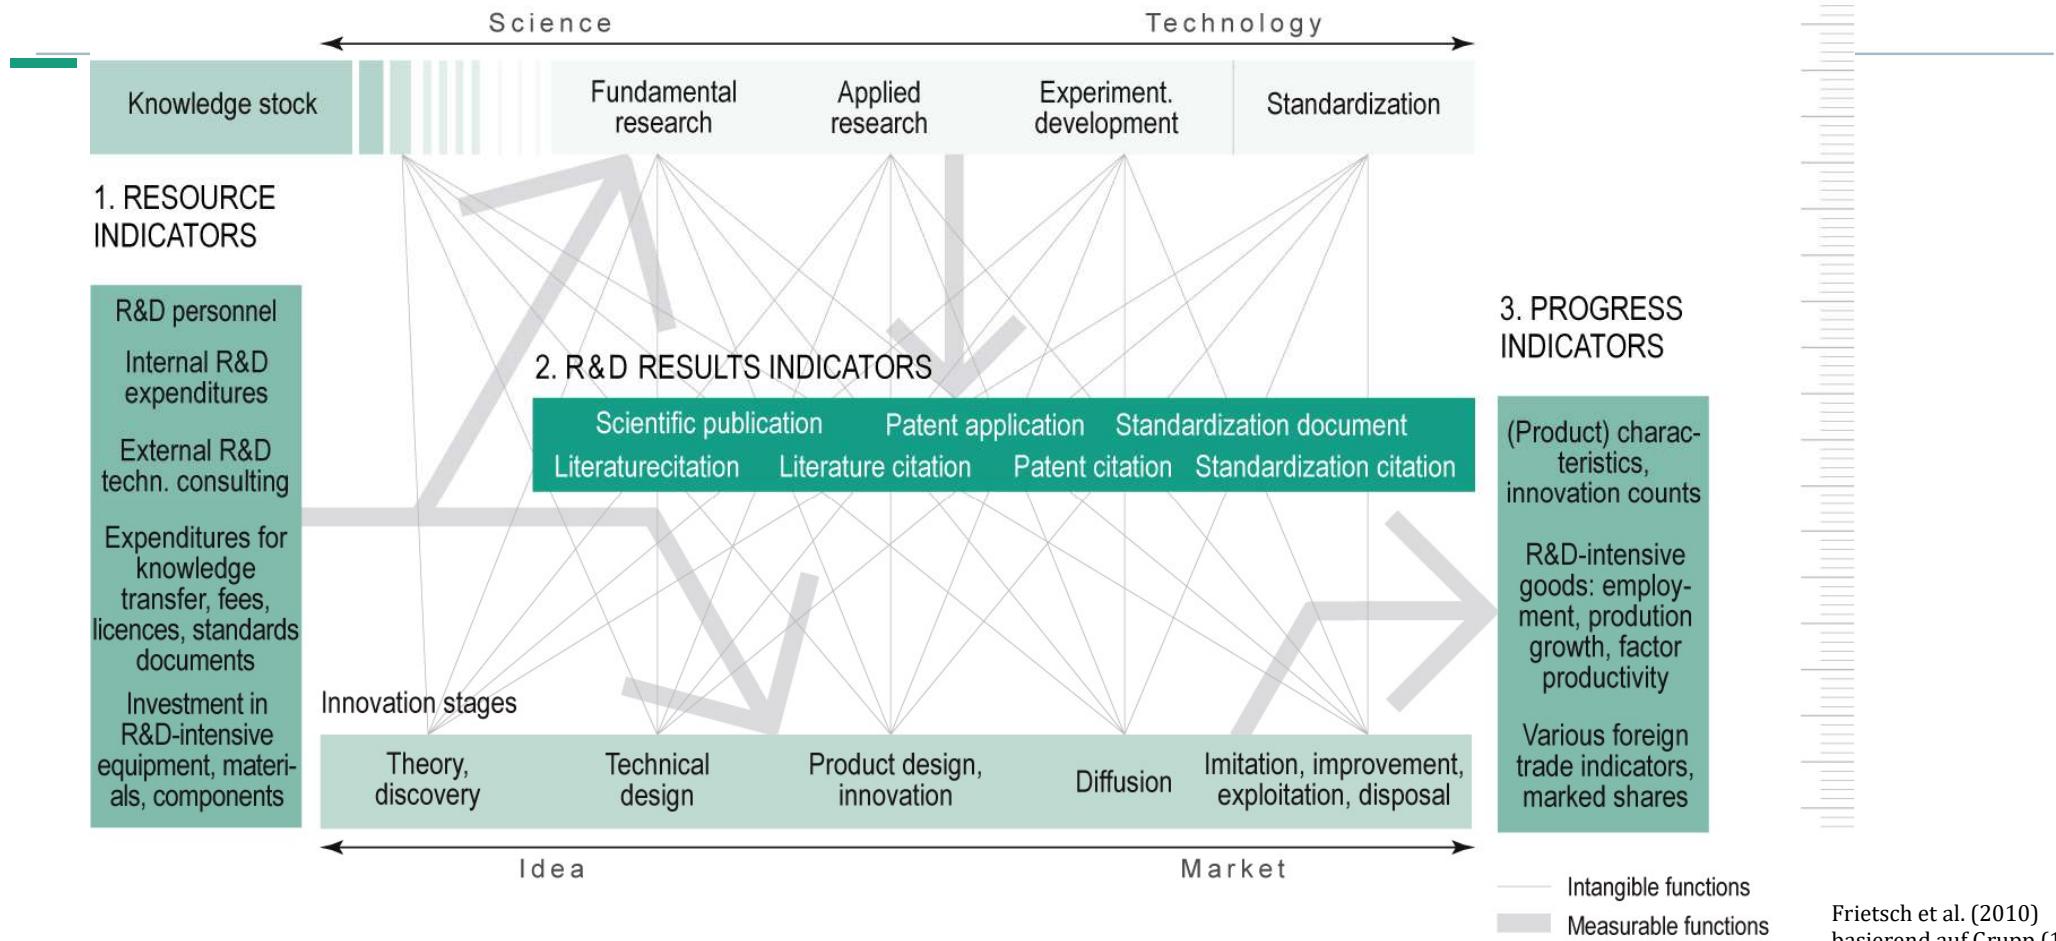 Science
Technology
Knowledge stock
Fundamental
research
Applied
research
Experiment.
development
Standardization
1. RESOURCE
INDICATORS
R&D personnel
Internal R&D
expenditures
External R&D
techn. consulting
Expenditures for
knowledge
transfer, fees,
licences, standards
documents
Investment in
R&D-intensive
equipment, materi-
als, components
2. R&D RESULTS INDICATORS
Scientific publication
Patent application
Standardization document
Literaturecitation
Literature citation
Patent citation
Standardization citation
3. PROGRESS
INDICATORS
(Product) charac-
teristics,
innovation counts
R&D-intensive
goods: employ-
ment, prodution
growth, factor
productivity
Various foreign
trade indicators,
marked shares
Innovation stages
Theory,
discovery
Technical
design
Product design,
innovation
Diffusion
Imitation, improvement,
exploitation, disposal
Idea
Market
Intangible functions
Measurable functions
Frietsch et al. (2010)
basierend auf Grupp (1